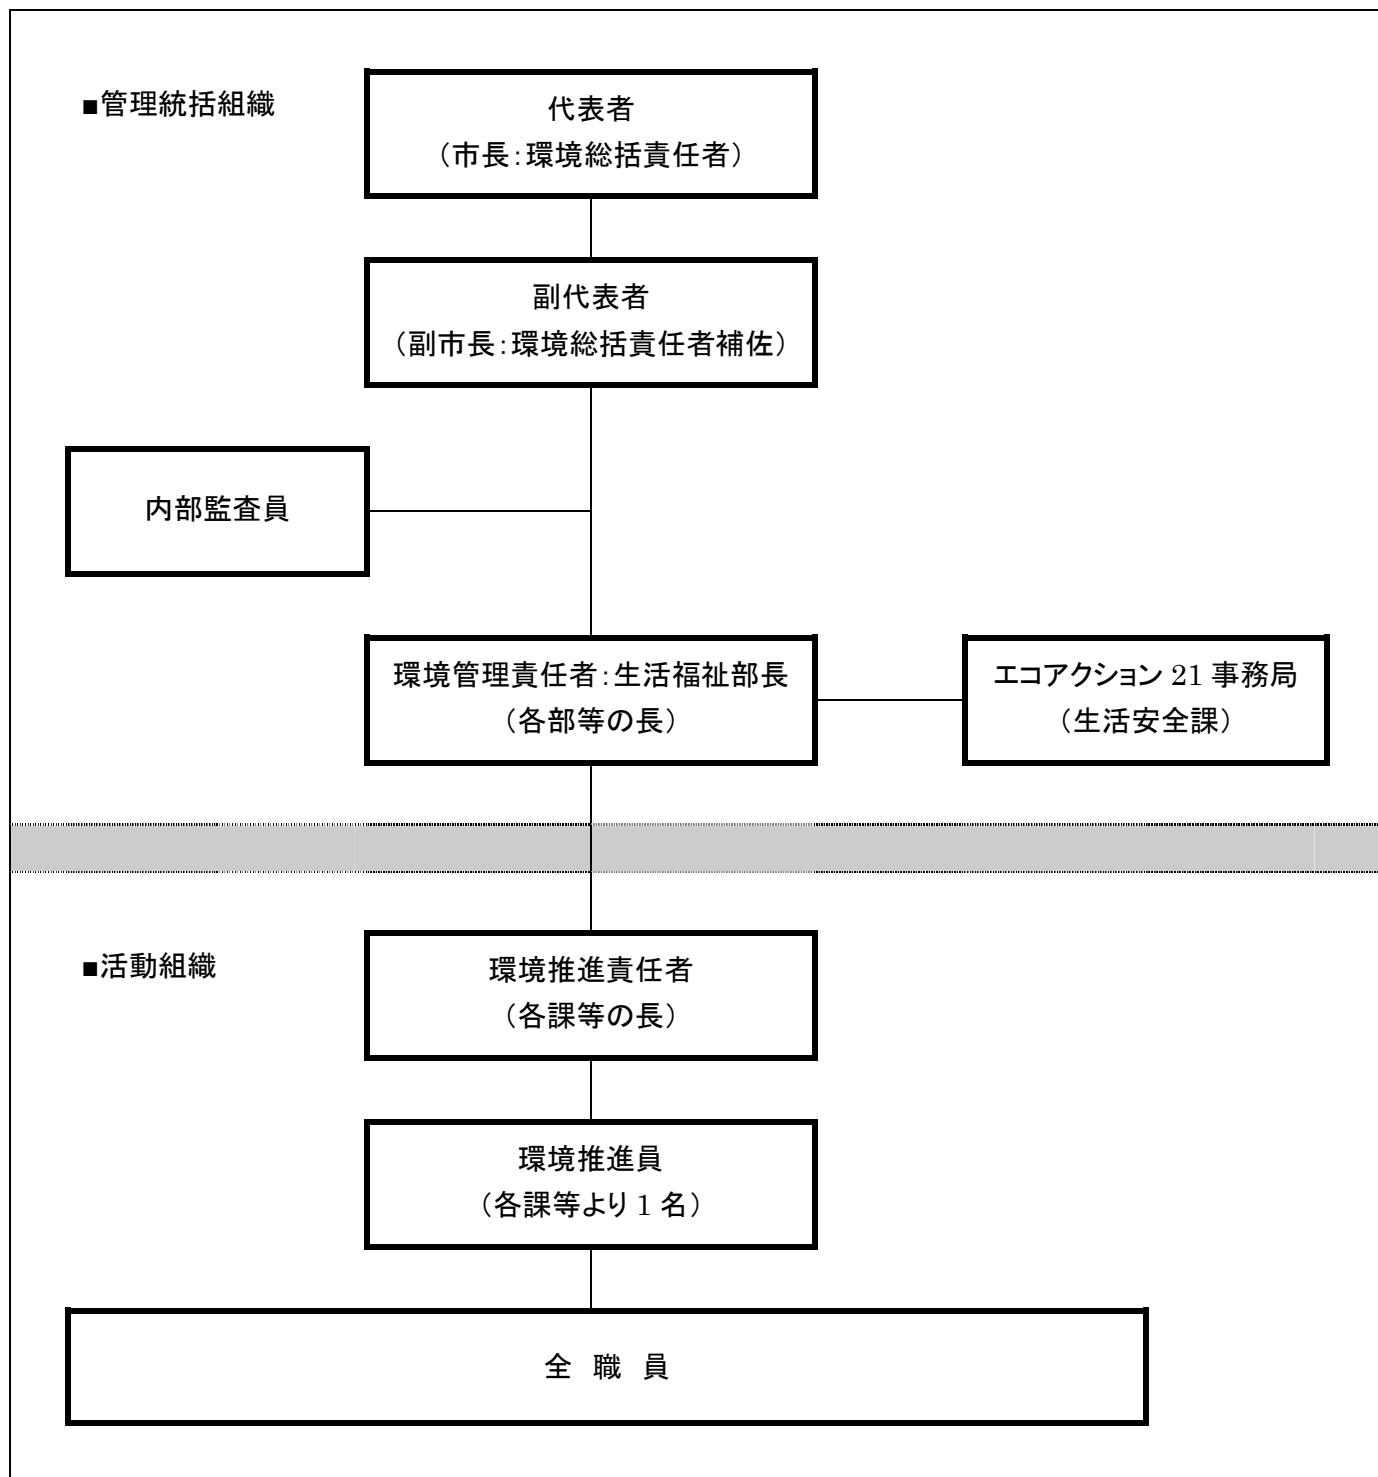 ■管理統括組織
代表者
（市長：環境総括責任者）
副代表者
（副市長：環境総括責任者補佐）
内部監査員
環境管理責任者：生活福祉部長
（各部等の長）
エコアクション 21 事務局
（生活安全課）
■活動組織
環境推進責任者
（各課等の長）
環境推進員
（各課等より 1 名）
全 職 員